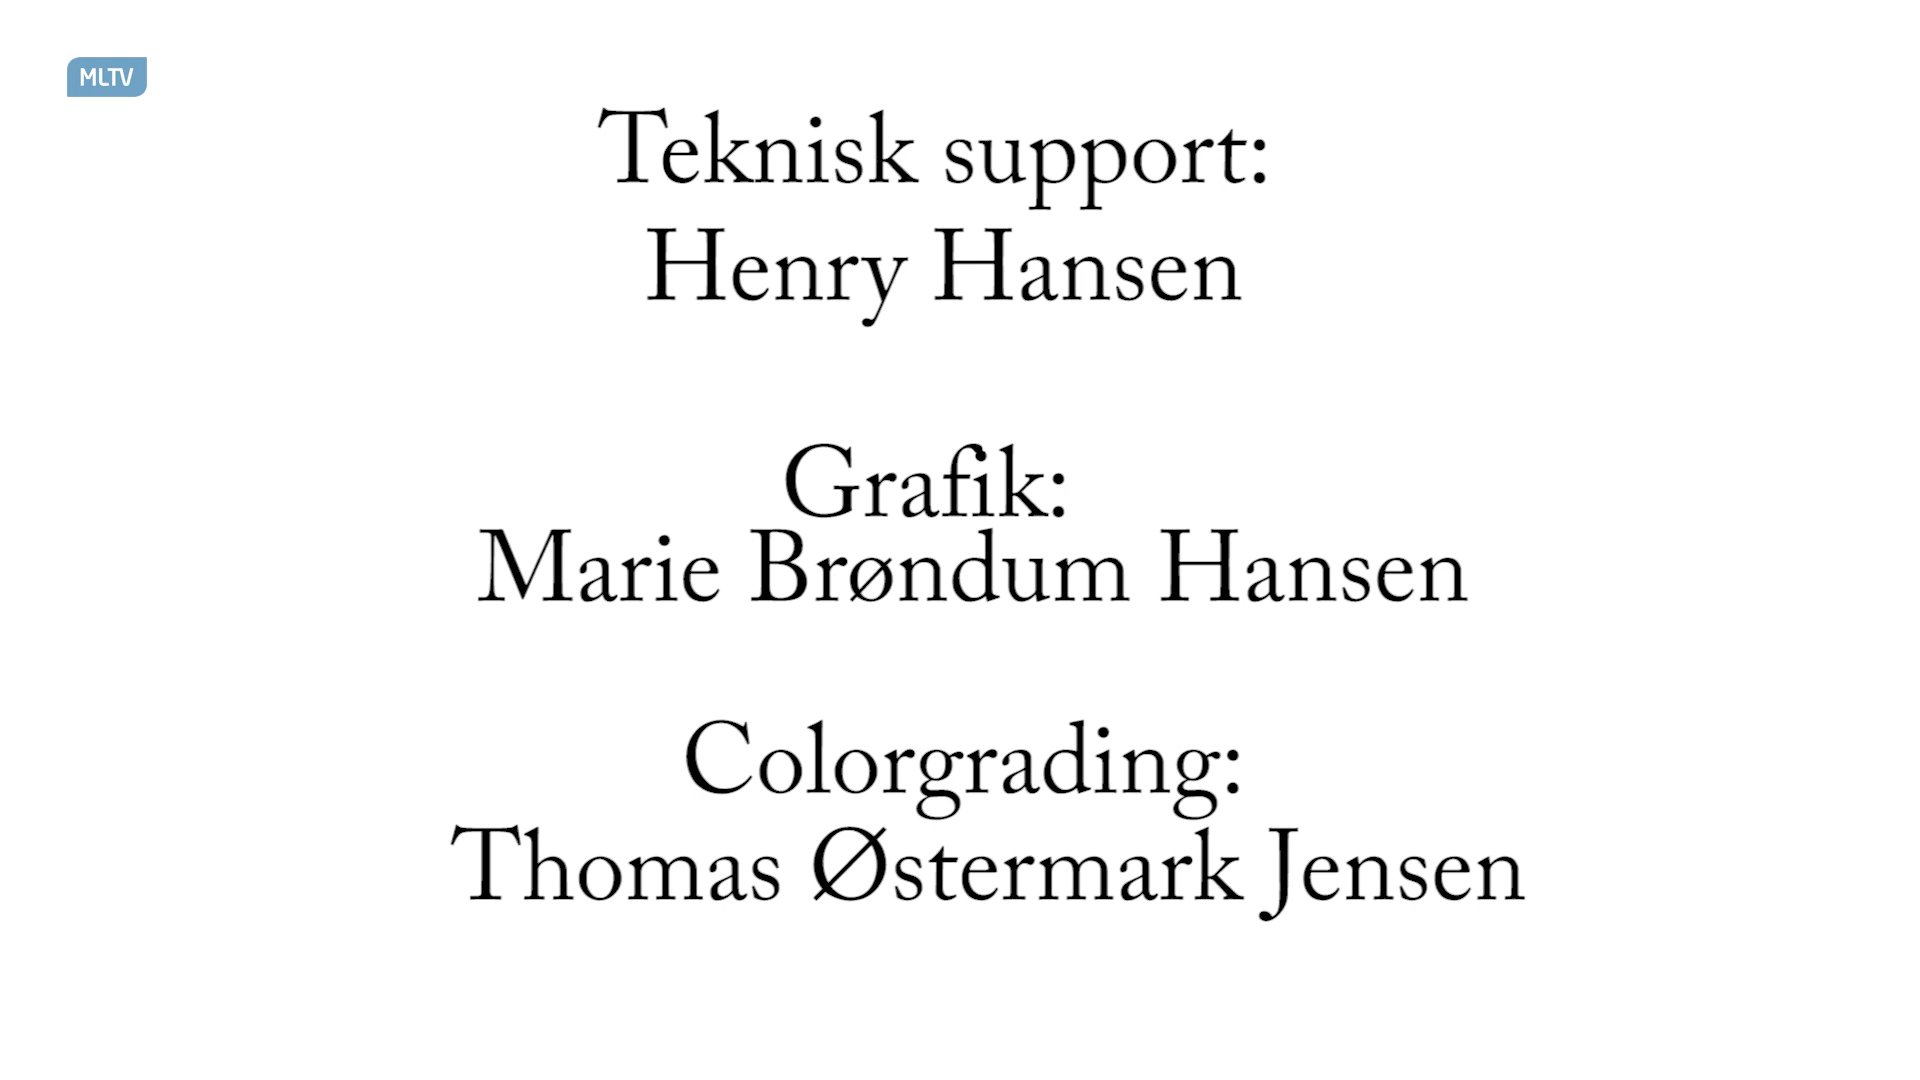 MLTV
Teknisk support:
Henry Hansen
Grafik:
Marie Brøndum Hansen
Colorgrading:
Thomas Østermark Jensen